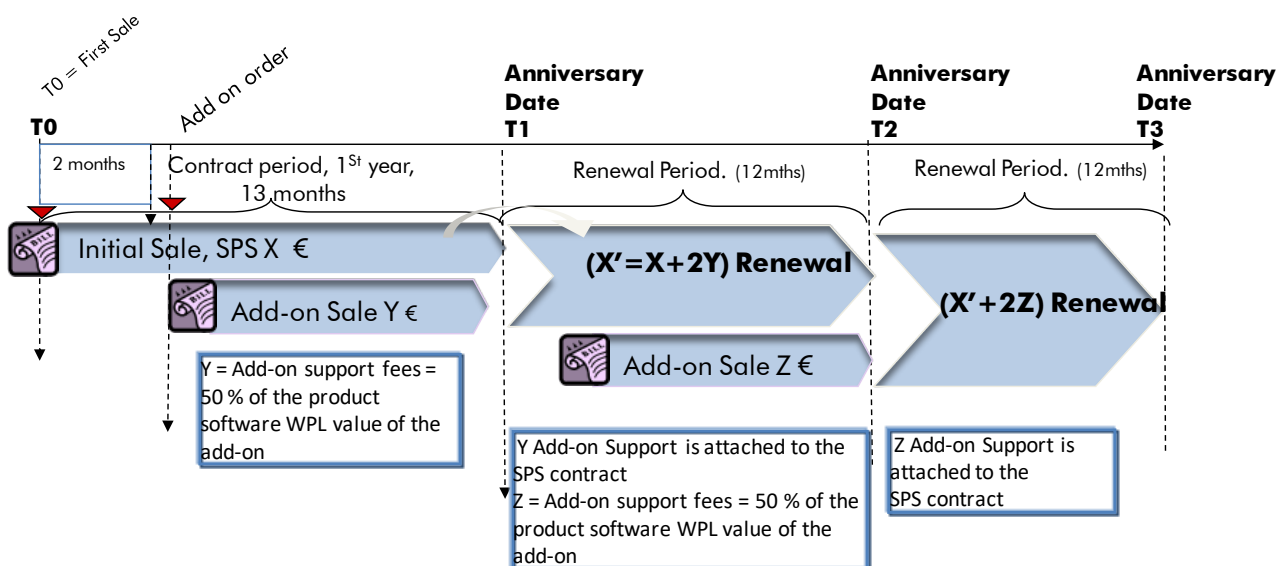 T0 = First Sale
Add on order
T0
Anniversary
Date
T1
Anniversary
Date
T2
Anniversary
Date
T3
2 months
Contract period, 1St year,
13 months
Renewal Period. (12mths)
Renewal Period. (12mths)
BILL
Initial Sale, SPS X €
(X’=X+2Y) Renewal
(X’+2Z) Renewal
BILL
Add-on Sale Y €
BILL
Add-on Sale Z €
Y = Add-on support fees =
50 % of the product
software WPL value of the
add-on
Y Add-on Support is attached to the
SPS contract
Z = Add-on support fees = 50 % of the
product software WPL value of the
add-on
Z Add-on Support is
attached to the
SPS contract